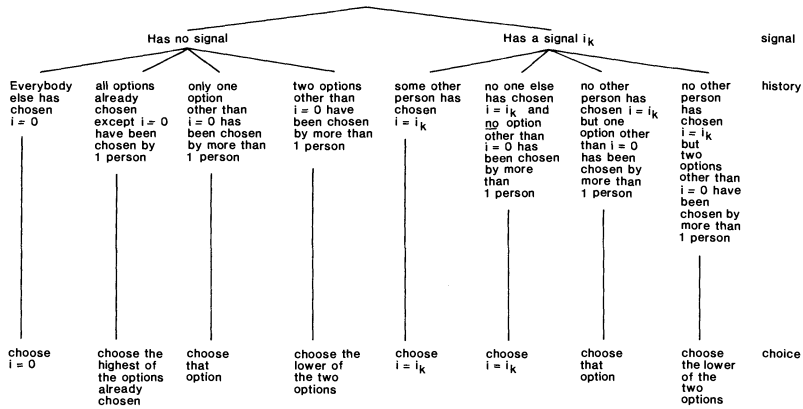 Has no signal
Has a signal i_k
signal
Everybody
else has
chosen
i = 0
all options
already
chosen
except i = 0
have been
chosen by
1 person
only one
option
other than
i = 0 has
been chosen
by more than
1 person
two options
other than
i = 0 have
been chosen
by more than
1 person
some other
person has
chosen
i = i_k
no one else
has chosen
i = i_k and
no option
other than
i = 0 has
been chosen
by more
than
1 person
no other
person has
chosen i = i_k
but one
option other
than i = 0
has been
chosen by
more than
1 person
no other
person
has
chosen
i = i_k
but
two
options
other than
i = 0 have
been
chosen by
more than
1 person
history
choose
i = 0
choose the
highest of
the options
already
chosen
choose
that
option
choose the
lower of
the two
options
choose
i = i_k
choose
i = i_k
choose
that
option
choose
the lower
of the
two
options
choice